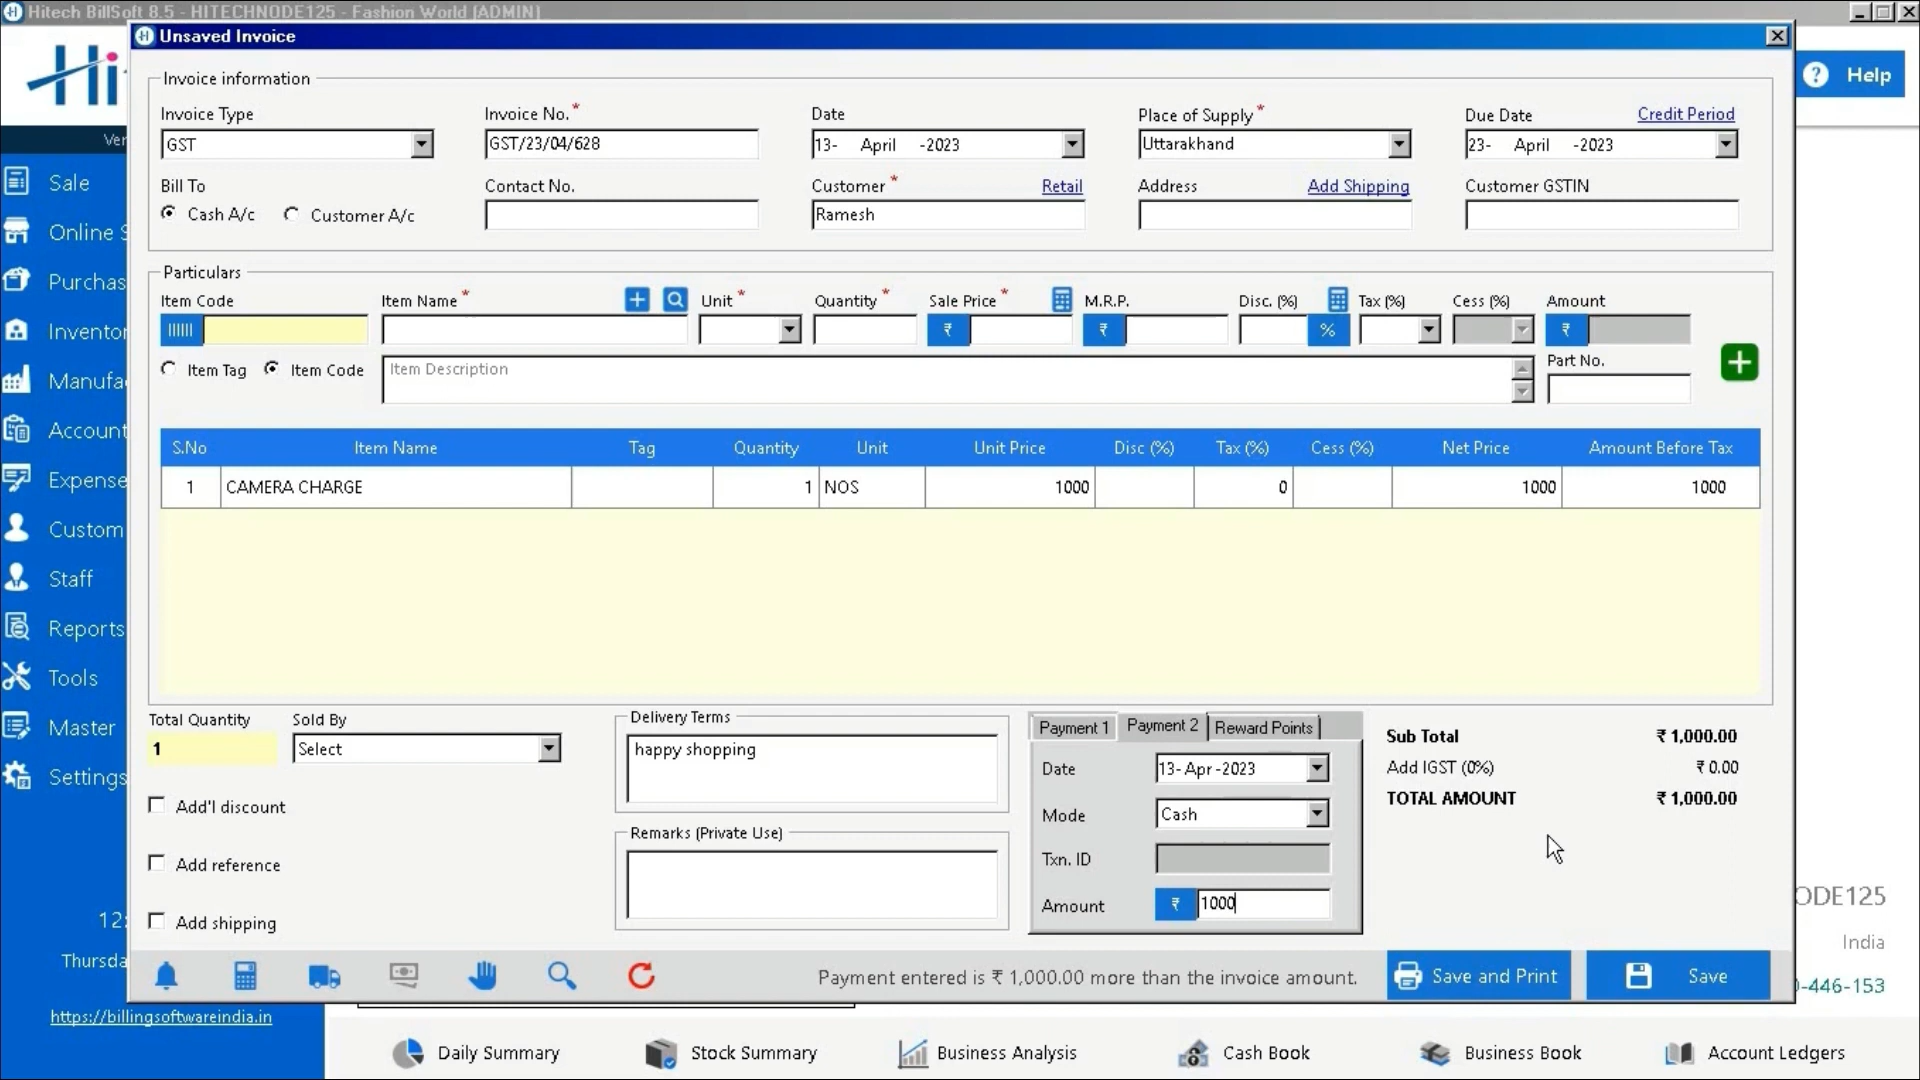 Hitech BillSoft 8.5 - HITECHNODE125 - Fashion World [ADMIN]
Unsaved Invoice
Hi
Help
Invoice information
Invoice Type
Invoice No. *
Date
Place of Supply *
Due Date
Credit Period
GST
GST/23/04/628
13- April -2023
Uttarakhand
23- April -2023
Bill To
Contact No.
Customer *
Retail
Address
Add Shipping
Customer GSTIN
Cash A/c
Customer A/c
Ramesh
Sale
Online S
Purchas
Inventor
Manufa
Account
Expense
Custom
Staff
Reports
Tools
Master
Settings
Particulars
Item Code
Item Name *
Unit *
Quantity *
Sale Price *
M.R.P.
Disc. (%)
Tax (%)
Cess (%)
Amount
₹
₹
%
₹
Item Tag
Item Code
Item Description
Part No.
S.No
Item Name
Tag
Quantity
Unit
Unit Price
Disc (%)
Tax (%)
Cess (%)
Net Price
Amount Before Tax
1
CAMERA CHARGE
1
NOS
1000
0
1000
1000
Total Quantity
Sold By
1
Select
Add'l discount
Add reference
Add shipping
Delivery Terms
happy shopping
Remarks (Private Use)
Payment 1
Payment 2
Reward Points
Date
13- Apr -2023
Mode
Cash
Txn. ID
Amount
₹
1000
Sub Total
₹ 1,000.00
Add IGST (0%)
₹ 0.00
TOTAL AMOUNT
₹ 1,000.00
Payment entered is ₹ 1,000.00 more than the invoice amount.
Save and Print
Save
Ver
12:
Thursda
https://billingsoftwareindia.in
ODE125
India
0-446-153
Daily Summary
Stock Summary
Business Analysis
Cash Book
Business Book
Account Ledgers